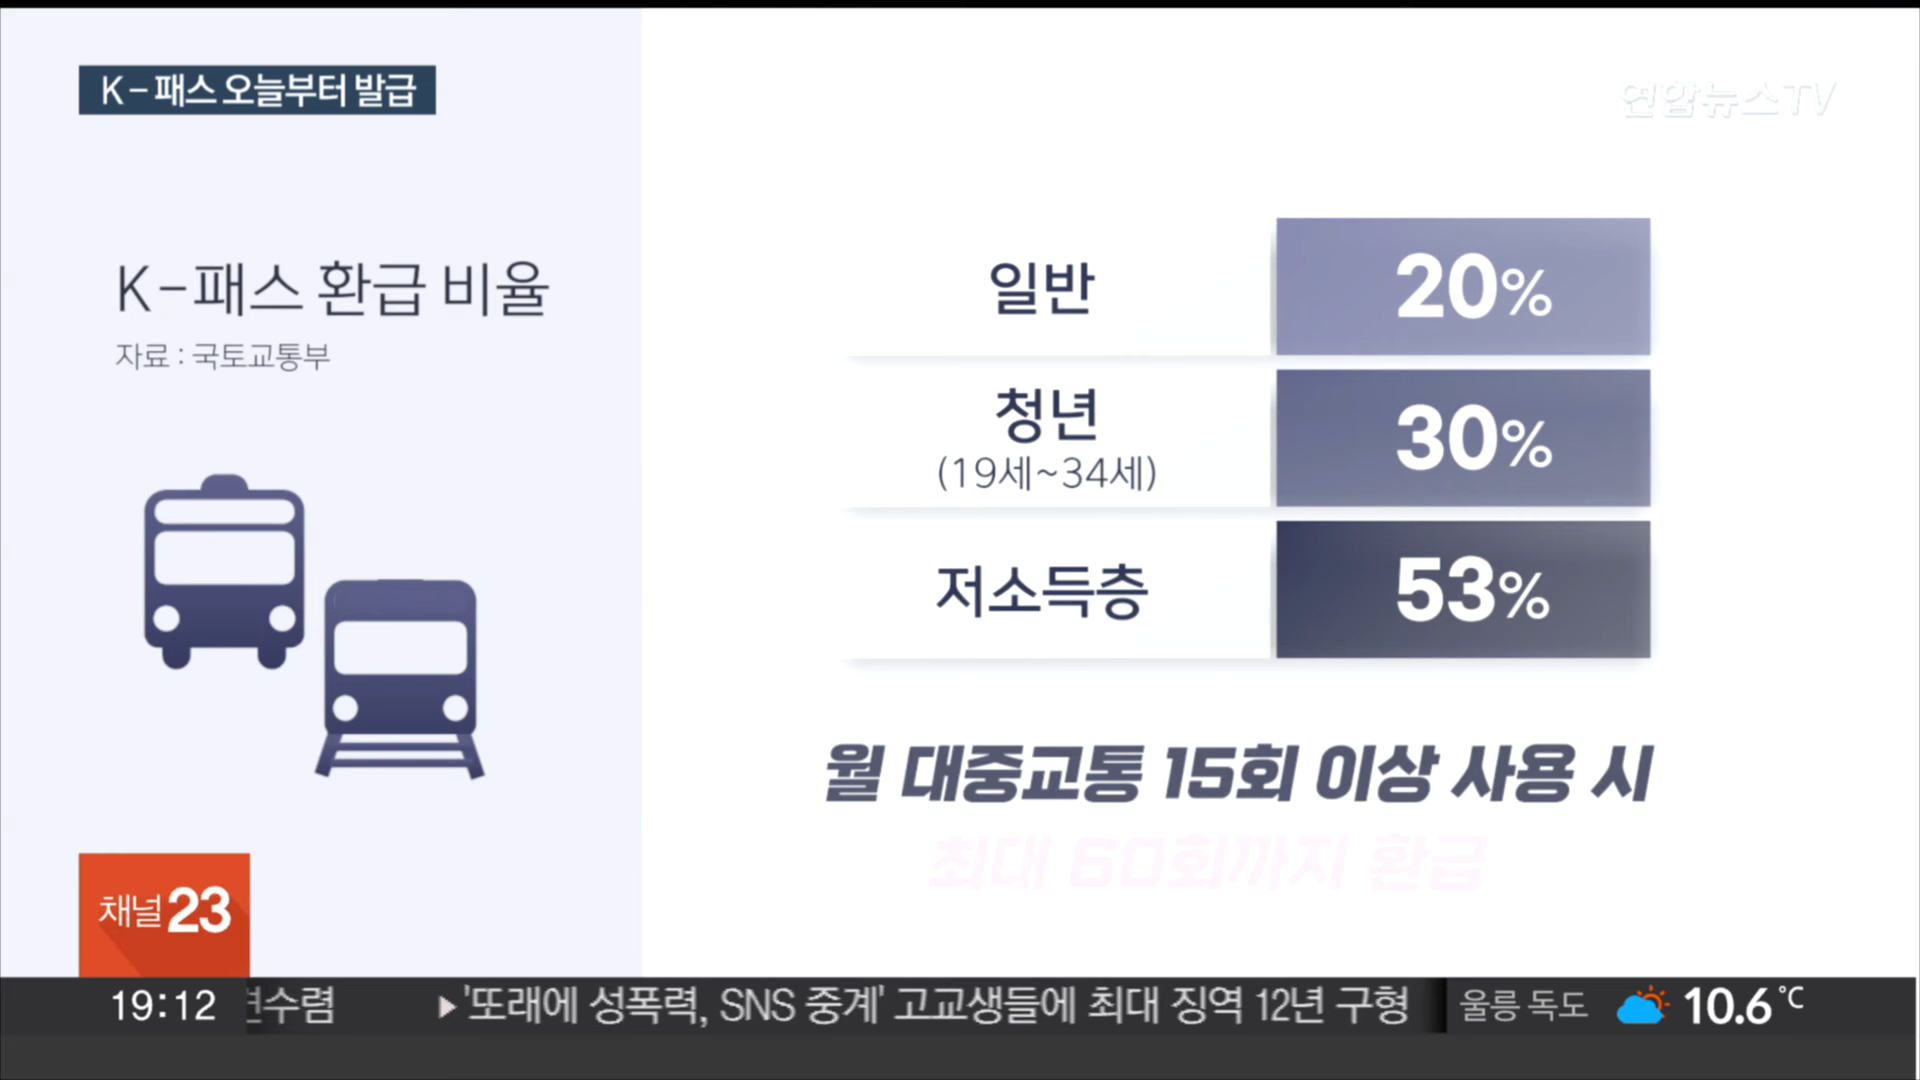 K-패스 오늘부터 발급
연합뉴스TV
K-패스 환급 비율
자료 : 국토교통부
일반 20%
청년 30%
(19세~34세)
저소득층 53%
월 대중교통 15회 이상 사용 시
최대 60회까지 환급
채널23
19:12 견수렴 ▶'또래에 성폭력, SNS 중계' 고교생들에 최대 징역 12년 구형 울릉 독도 10.6℃